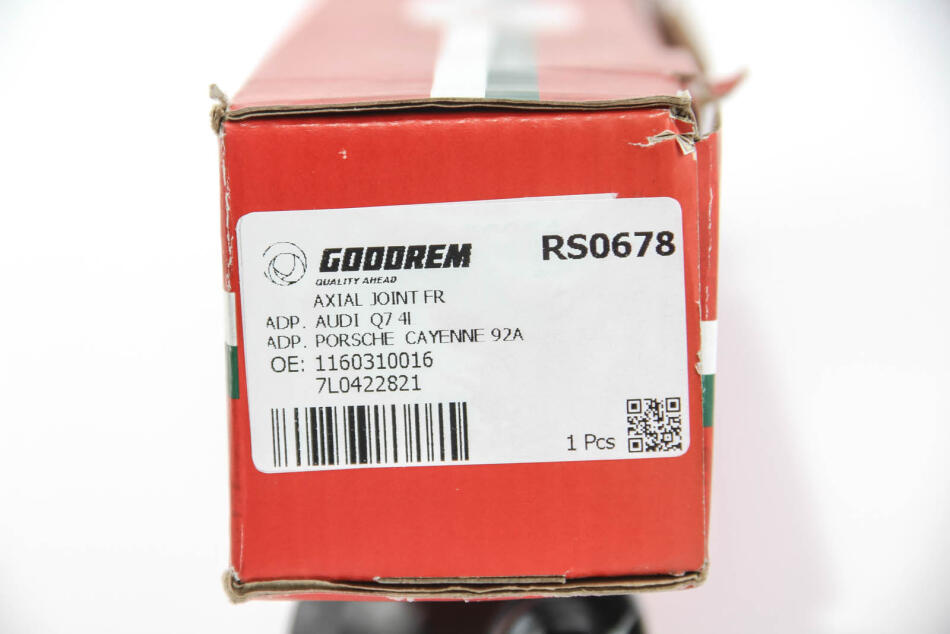 GOODREM
RS0678
QUALITY AHEAD
AXIAL JOINT FR
ADP. AUDI Q7 4l
ADP. PORSCHE CAYENNE 92A
OE: 1160310016
7L0422821
1 Pcs